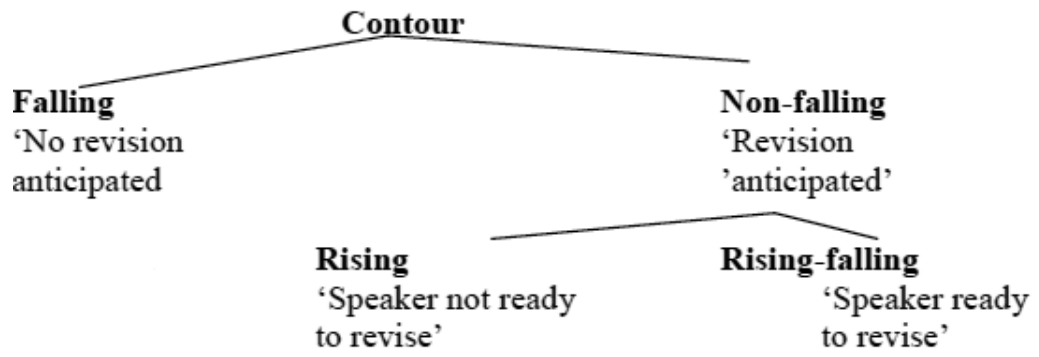 Contour
Falling
‘No revision
anticipated
Non-falling
‘Revision
’anticipated’
Rising
‘Speaker not ready
to revise’
Rising-falling
‘Speaker ready
to revise’